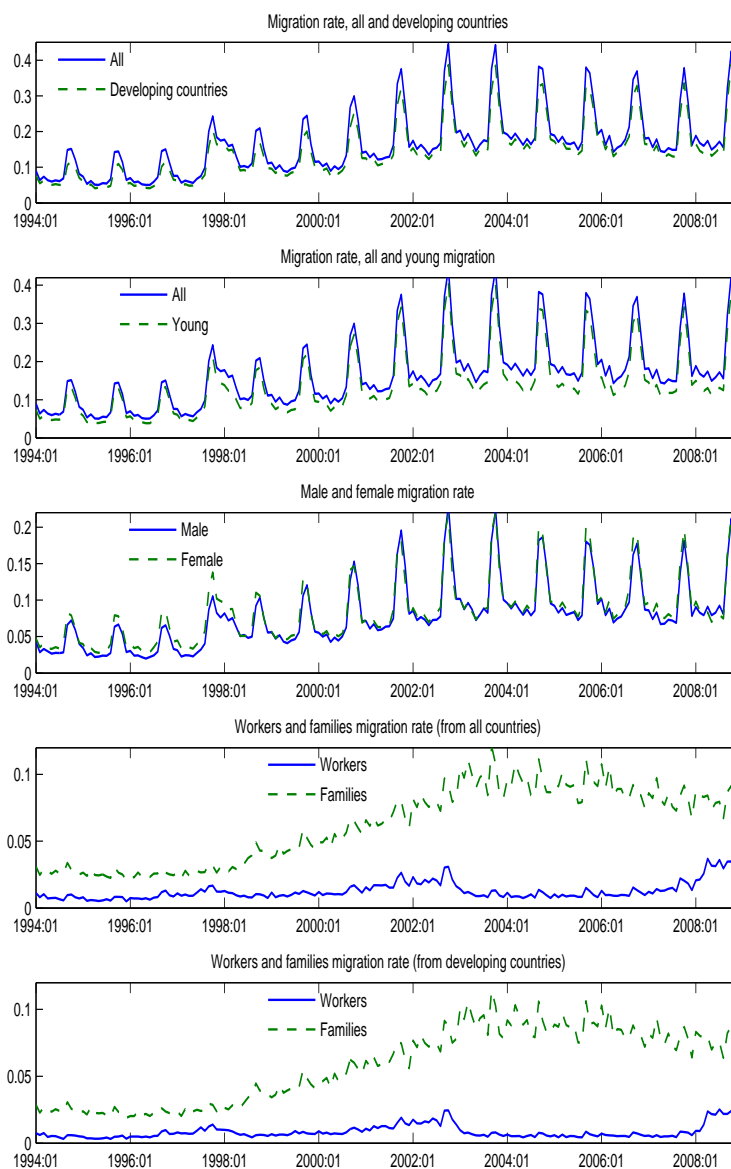 Migration rate, all and developing countries
0.4
0.3
0.2
0.1
0
All
Developing countries
1994:01 1996:01 1998:01 2000:01 2002:01 2004:01 2006:01 2008:01
Migration rate, all and young migration
0.4
0.3
0.2
0.1
0
All
Young
1994:01 1996:01 1998:01 2000:01 2002:01 2004:01 2006:01 2008:01
Male and female migration rate
0.2
0.15
0.1
0.05
0
Male
Female
1994:01 1996:01 1998:01 2000:01 2002:01 2004:01 2006:01 2008:01
Workers and families migration rate (from all countries)
0.1
0.05
0
Workers
Families
1994:01 1996:01 1998:01 2000:01 2002:01 2004:01 2006:01 2008:01
Workers and families migration rate (from developing countries)
0.1
0.05
0
Workers
Families
1994:01 1996:01 1998:01 2000:01 2002:01 2004:01 2006:01 2008:01